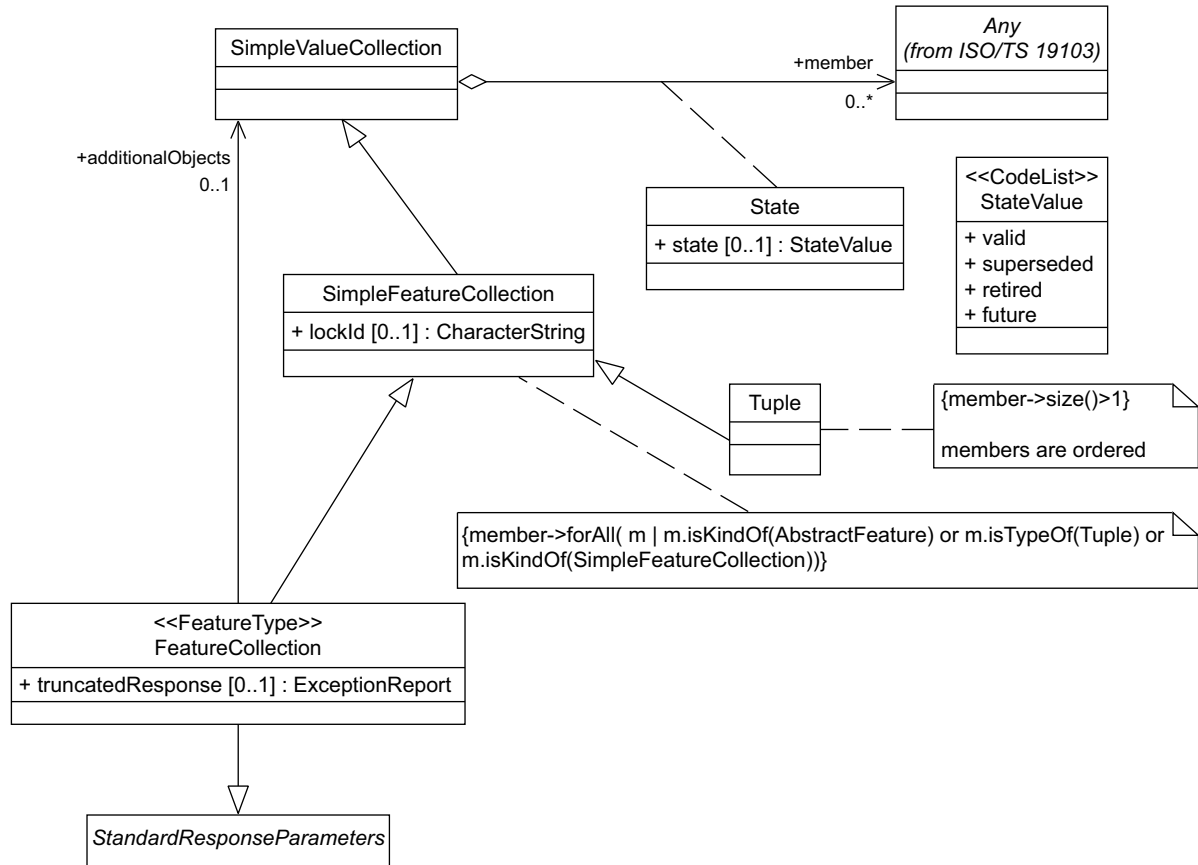 SimpleValueCollection
Any
(from ISO/TS 19103)
+member
0..*
+additionalObjects
0..1
State
+ state [0..1] : StateValue
<<CodeList>>
StateValue
+ valid
+ superseded
+ retired
+ future
SimpleFeatureCollection
+ lockId [0..1] : CharacterString
Tuple
{member->size()>1}
members are ordered
{member->forAll( m | m.isKindOf(AbstractFeature) or m.isTypeOf(Tuple) or
m.isKindOf(SimpleFeatureCollection))}
<<FeatureType>>
FeatureCollection
+ truncatedResponse [0..1] : ExceptionReport
StandardResponseParameters